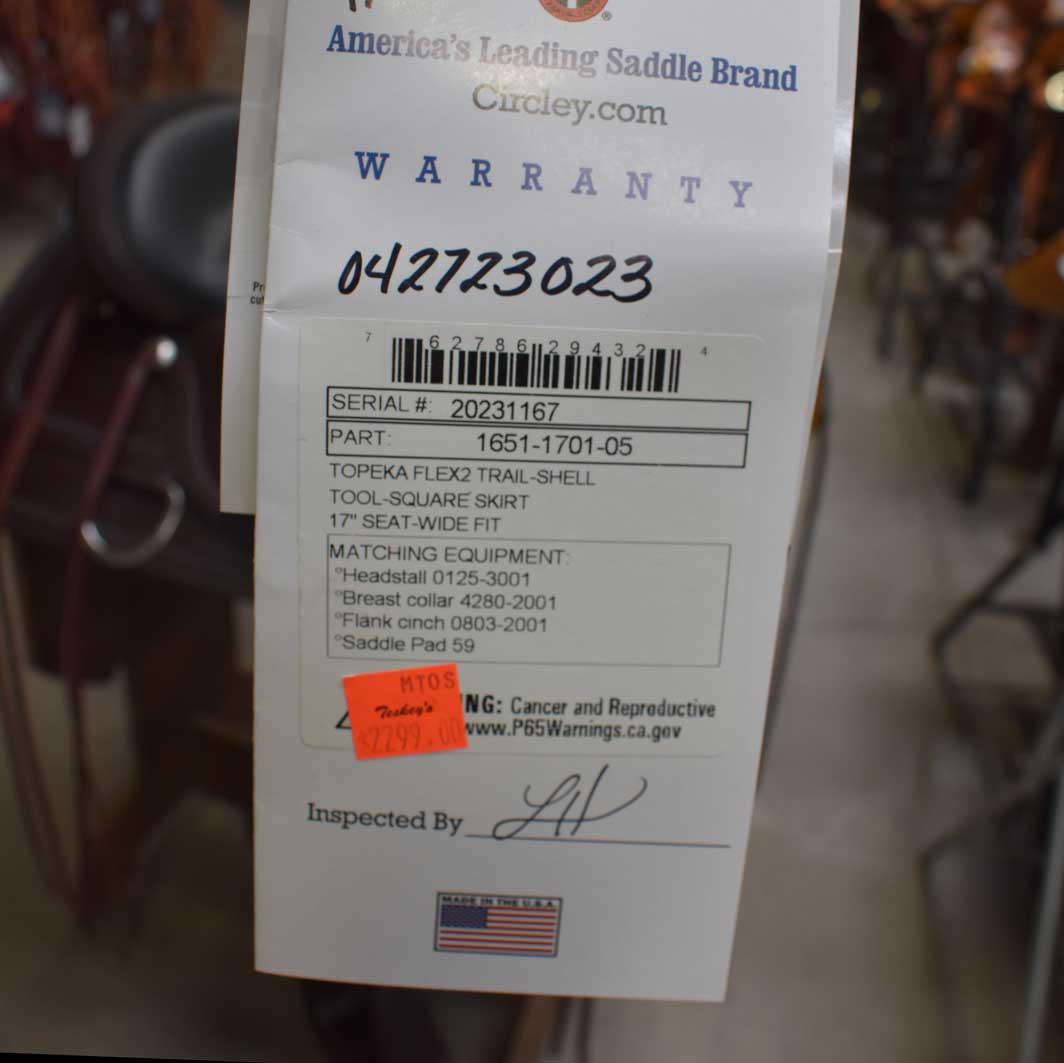 America's Leading Saddle Brand
Circley.com
WARRANTY
042723023
7 62786 29432 4
SERIAL #: 20231167
PART: 1651-1701-05
TOPEKA FLEX2 TRAIL-SHELL
TOOL-SQUARE SKIRT
17" SEAT-WIDE FIT
MATCHING EQUIPMENT:
°Headstall 0125-3001
°Breast collar 4280-2001
°Flank cinch 0803-2001
°Saddle Pad 59
MTOS
Teskey's
$2299.00
NG: Cancer and Reproductive
www.P65Warnings.ca.gov
Inspected By
MADE IN THE U.S.A